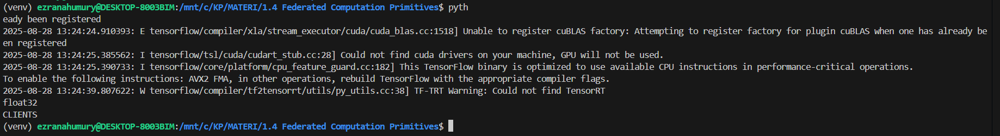 (venv) ezranahumury@DESKTOP-8003BIM:/mnt/c/KP/MATERI/1.4 Federated Computation Primitives$ pyth
eady been registered
2025-08-28 13:24:24.910393: E tensorflow/compiler/xla/stream_executor/cuda/cuda_blas.cc:1518] Unable to register cuBLAS factory: Attempting to register factory for plugin cuBLAS when one has already be
en registered
2025-08-28 13:24:25.385562: I tensorflow/tsl/cuda/cudart_stub.cc:28] Could not find cuda drivers on your machine, GPU will not be used.
2025-08-28 13:24:25.390733: I tensorflow/core/platform/cpu_feature_guard.cc:182] This TensorFlow binary is optimized to use available CPU instructions in performance-critical operations.
To enable the following instructions: AVX2 FMA, in other operations, rebuild TensorFlow with the appropriate compiler flags.
2025-08-28 13:24:39.807622: W tensorflow/compiler/tf2tensorrt/utils/py_utils.cc:38] TF-TRT Warning: Could not find TensorRT
float32
CLIENTS
(venv) ezranahumury@DESKTOP-8003BIM:/mnt/c/KP/MATERI/1.4 Federated Computation Primitives$